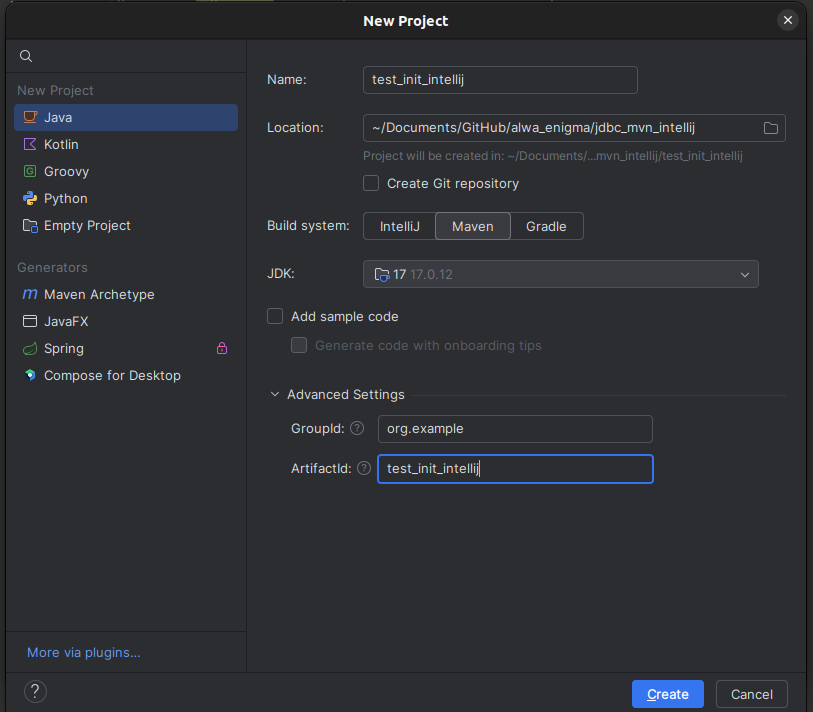 New Project
New Project
Java
Kotlin
Groovy
Python
Empty Project
Generators
Maven Archetype
JavaFX
Spring
Compose for Desktop
More via plugins...
Name: test_init_intellij
Location: ~/Documents/GitHub/alwa_enigma/jdbc_mvn_intellij
Project will be created in: ~/Documents/...mvn_intellij/test_init_intellij
Create Git repository
Build system: IntelliJ Maven Gradle
JDK: 17 17.0.12
Add sample code
Generate code with onboarding tips
Advanced Settings
GroupId: ? org.example
ArtifactId: ? test_init_intellij
? Create Cancel